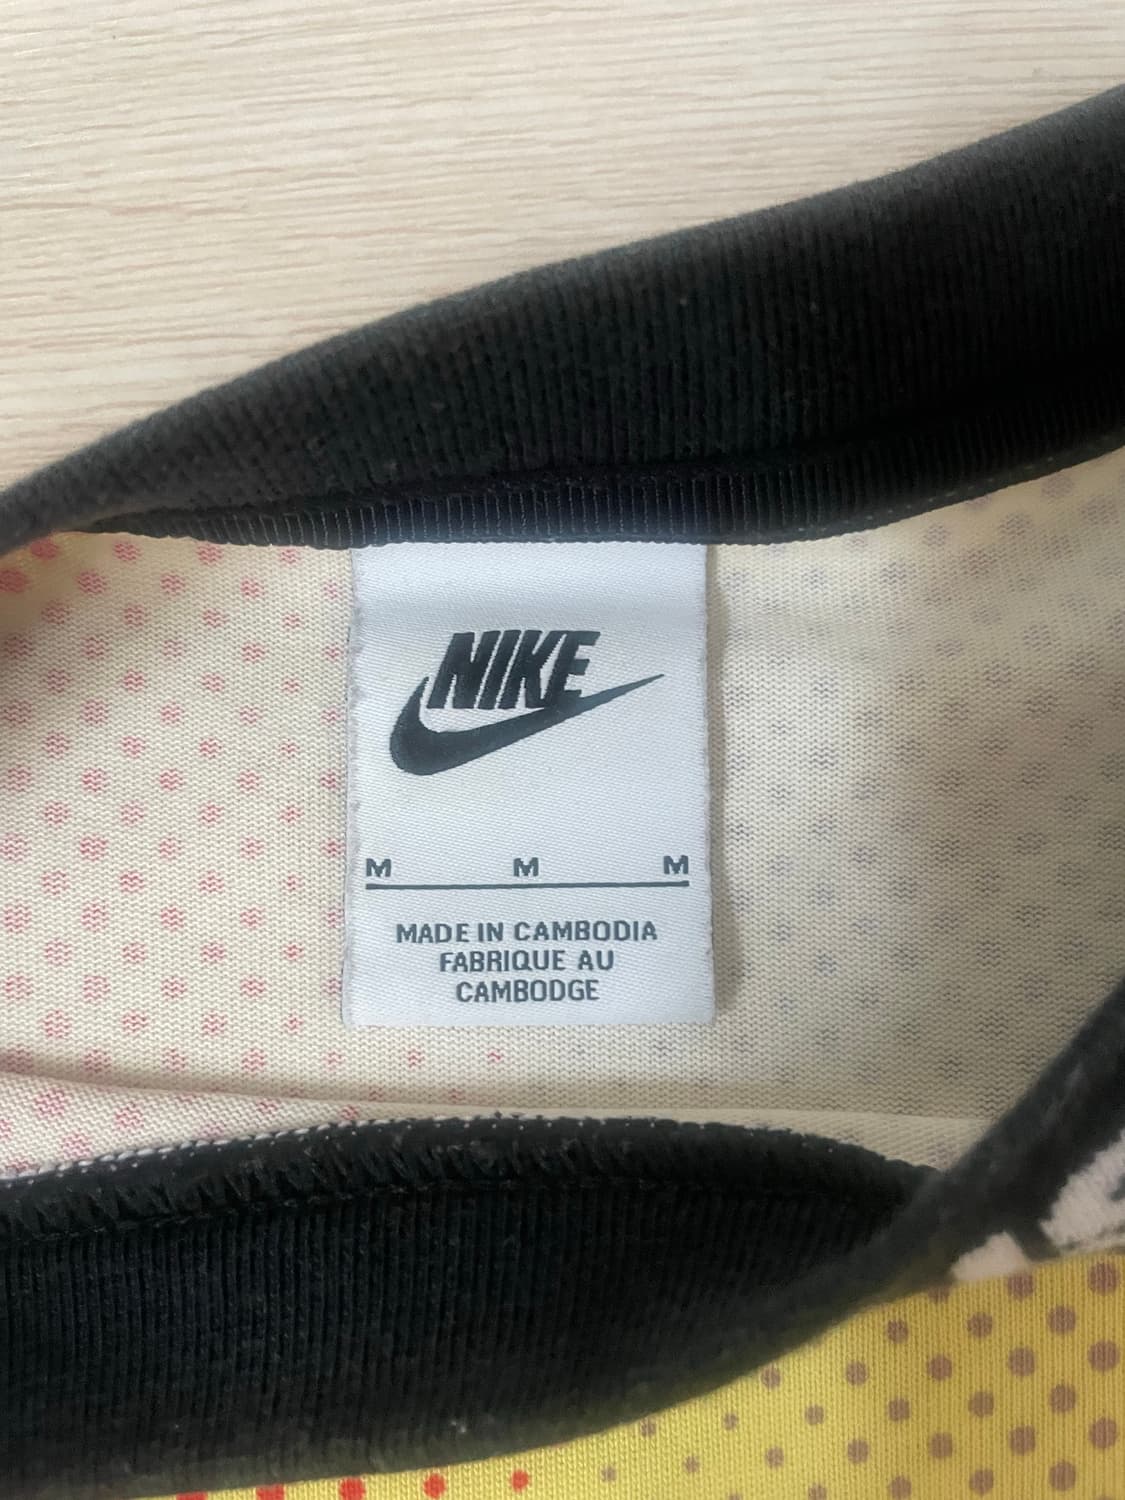 NIKE
M M M
MADE IN CAMBODIA
FABRIQUE AU
CAMBODGE